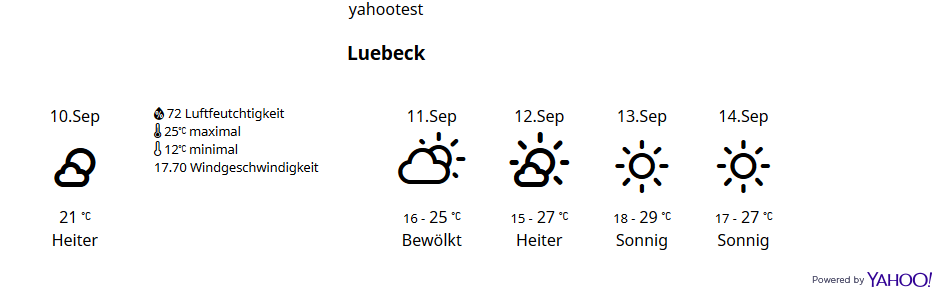 yahootest
Luebeck
10.Sep
21 °C
Heiter
72 Luftfeutchtigkeit
25°C maximal
12°C minimal
17.70 Windgeschwindigkeit
11.Sep
16 - 25 °C
Bewölkt
12.Sep
15 - 27 °C
Heiter
13.Sep
18 - 29 °C
Sonnig
14.Sep
17 - 27 °C
Sonnig
Powered by YAHOO!